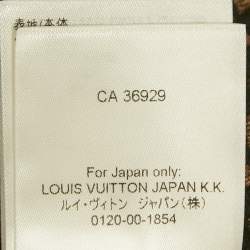 表地/本体
CA 36929
For Japan only:
LOUIS VUITTON JAPAN K.K.
ルイ・ヴィトン ジャパン(株)
0120-00-1854